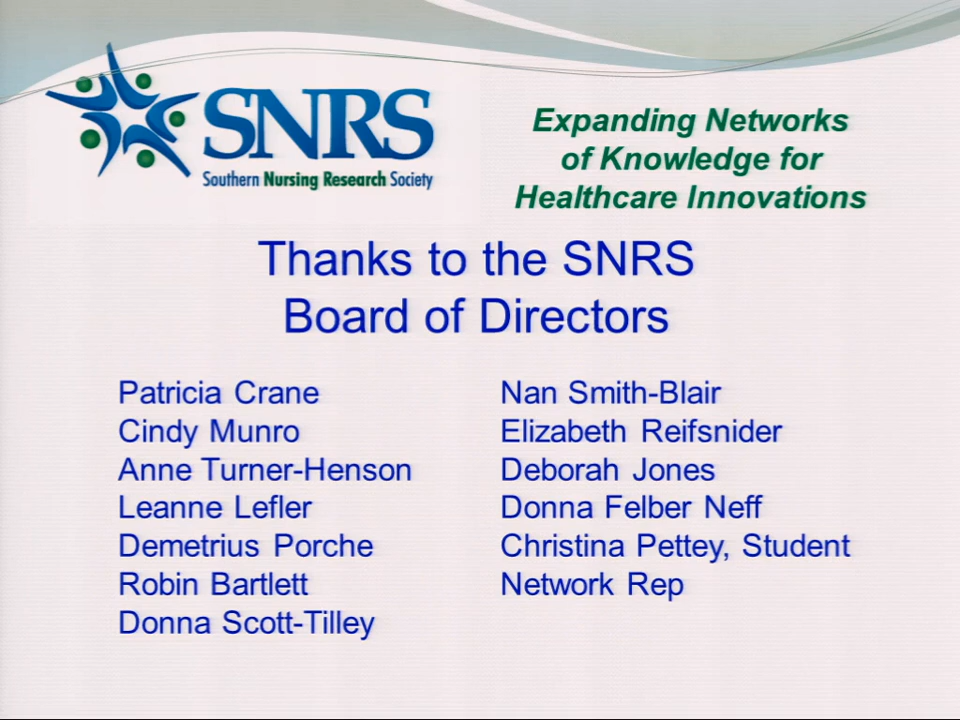 SNRS
Southern Nursing Research Society
Expanding Networks
of Knowledge for
Healthcare Innovations
Thanks to the SNRS
Board of Directors
Patricia Crane
Cindy Munro
Anne Turner-Henson
Leanne Lefler
Demetrius Porche
Robin Bartlett
Donna Scott-Tilley
Nan Smith-Blair
Elizabeth Reifsnider
Deborah Jones
Donna Felber Neff
Christina Pettey, Student
Network Rep